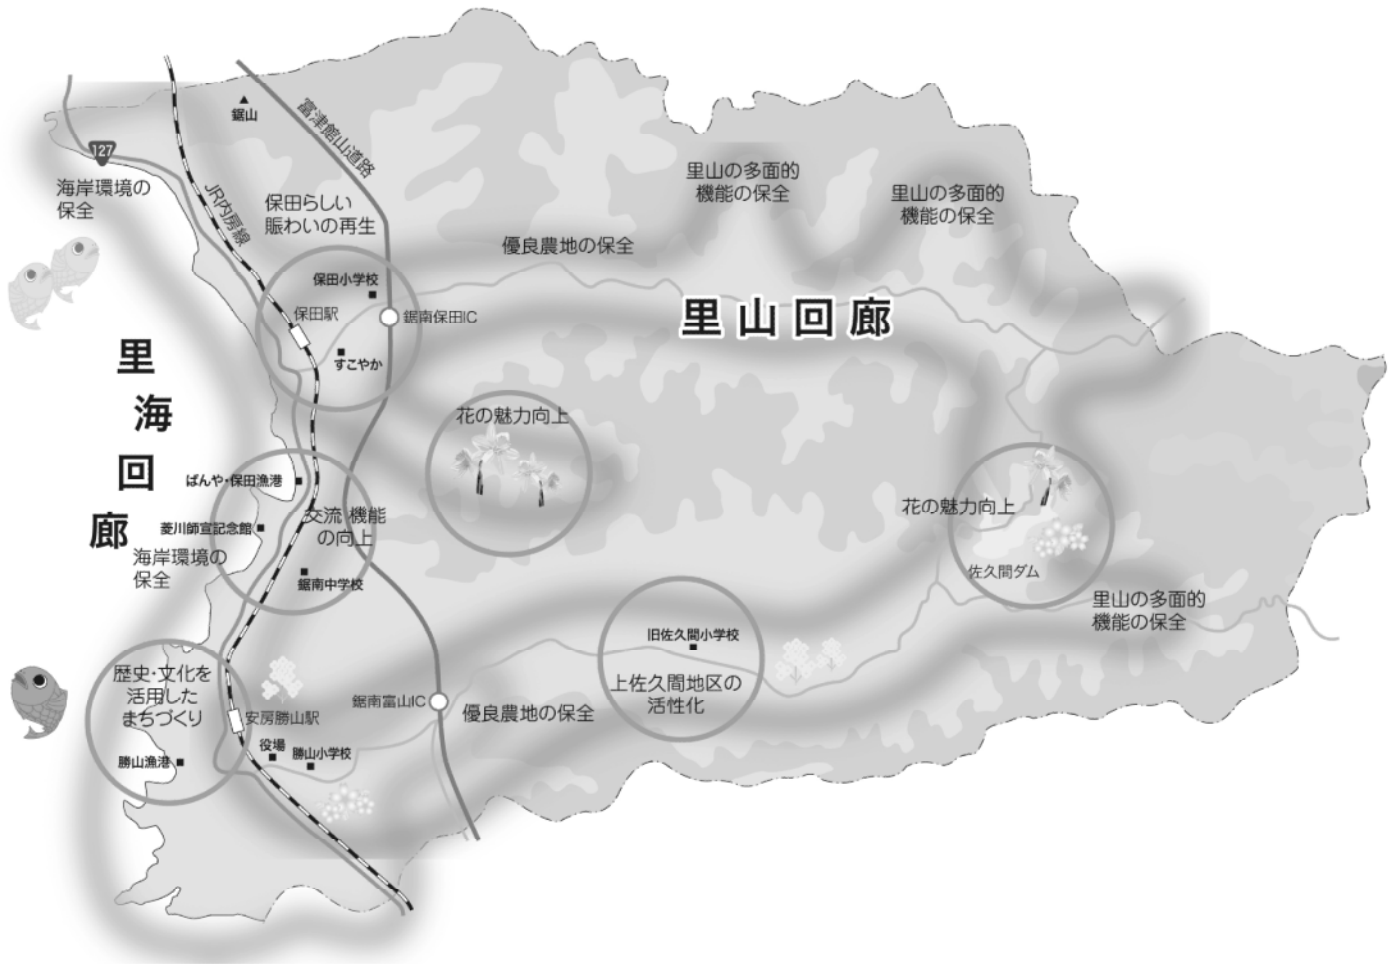 鋸山
富津館山道路
127
海岸環境の
保全
JR内房線
保田らしい
賑わいの再生
里山の多面的
機能の保全
里山の多面的
機能の保全
優良農地の保全
保田小学校
保田駅
鋸南保田IC
すこやか
里山回廊
里海回廊
花の魅力向上
ばんや・保田漁港
菱川師宣記念館
交流 機能
の向上
海岸環境の
保全
鋸南中学校
花の魅力向上
佐久間ダム
里山の多面的
機能の保全
旧佐久間小学校
上佐久間地区の
活性化
歴史・文化を
活用した
まちづくり
勝山漁港
安房勝山駅
鋸南富山IC
優良農地の保全
役場
勝山小学校